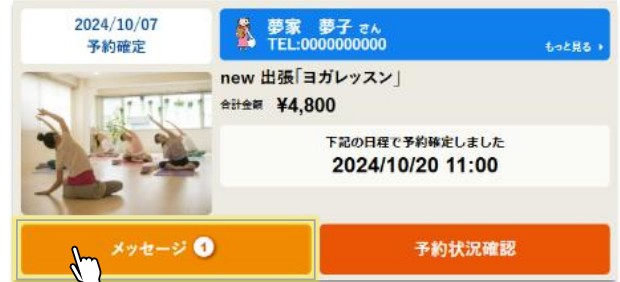 2024/10/07
予約確定
夢家 夢子 さん
TEL:0000000000
もっと見る
new 出張「ヨガレッスン」
合計金額 ¥4,800
下記の日程で予約確定しました
2024/10/20 11:00
メッセージ 1
予約状況確認